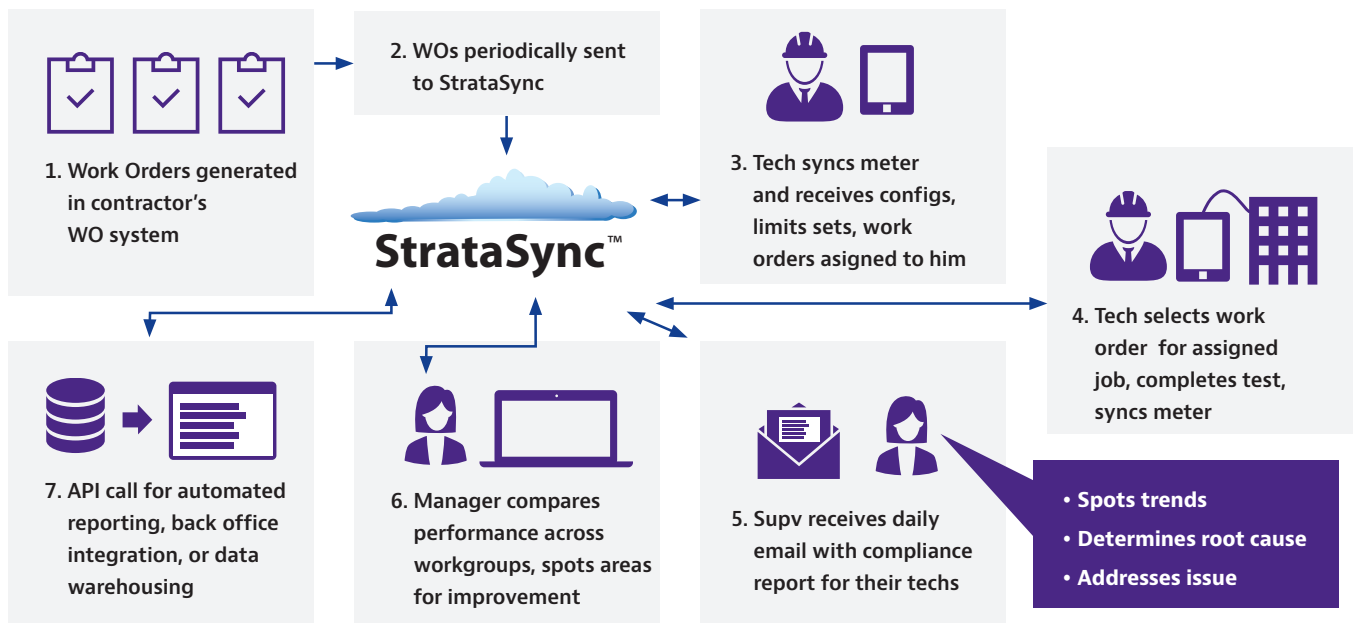 1. Work Orders generated
in contractor's
WO system
2. WOs periodically sent
to StrataSync
StrataSync™
3. Tech syncs meter
and receives configs,
limits sets, work
orders asigned to him
4. Tech selects work
order for assigned
job, completes test,
syncs meter
5. Supv receives daily
email with compliance
report for their techs
• Spots trends
• Determines root cause
• Addresses issue
6. Manager compares
performance across
workgroups, spots areas
for improvement
7. API call for automated
reporting, back office
integration, or data
warehousing